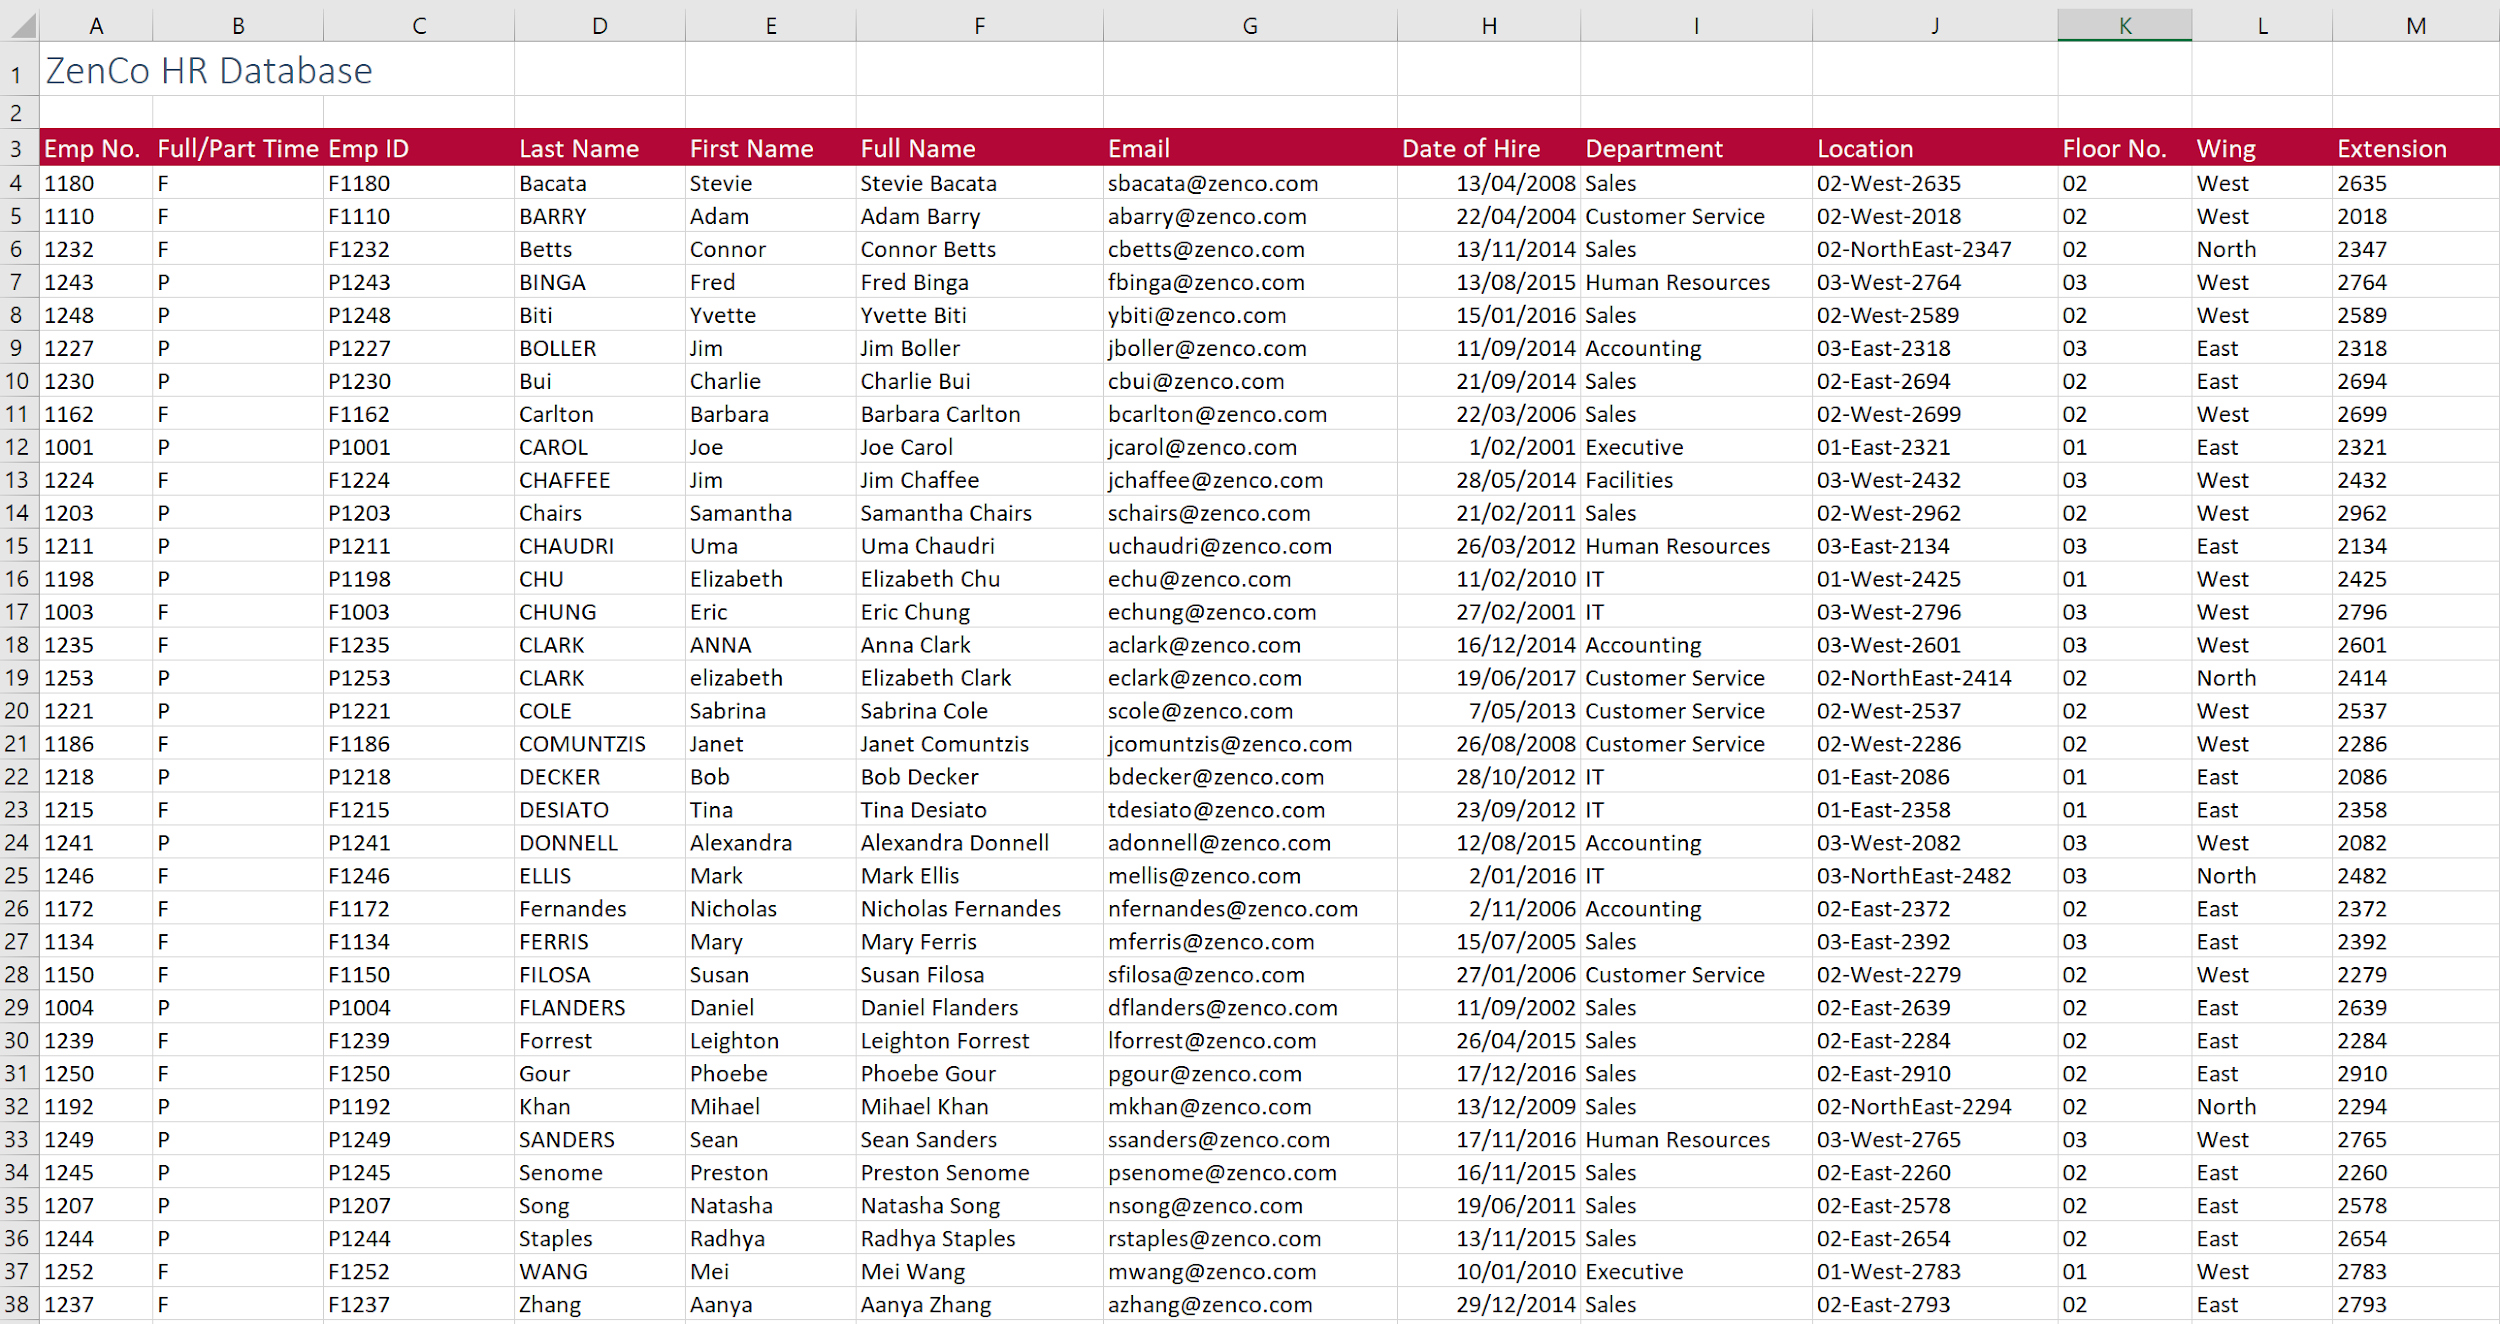 A B C D E F G H I J K L M
1 ZenCo HR Database
2
3 Emp No. Full/Part Time Emp ID Last Name First Name Full Name Email Date of Hire Department Location Floor No. Wing Extension
4 1180 F F1180 Bacata Stevie Stevie Bacata sbacata@zenco.com 13/04/2008 Sales 02-West-2635 02 West 2635
5 1110 F F1110 BARRY Adam Adam Barry abarry@zenco.com 22/04/2004 Customer Service 02-West-2018 02 West 2018
6 1232 F F1232 Betts Connor Connor Betts cbetts@zenco.com 13/11/2014 Sales 02-NorthEast-2347 02 North 2347
7 1243 P P1243 BINGA Fred Fred Binga fbinga@zenco.com 13/08/2015 Human Resources 03-West-2764 03 West 2764
8 1248 P P1248 Biti Yvette Yvette Biti ybiti@zenco.com 15/01/2016 Sales 02-West-2589 02 West 2589
9 1227 P P1227 BOLLER Jim Jim Boller jboller@zenco.com 11/09/2014 Accounting 03-East-2318 03 East 2318
10 1230 P P1230 Bui Charlie Charlie Bui cbui@zenco.com 21/09/2014 Sales 02-East-2694 02 East 2694
11 1162 F F1162 Carlton Barbara Barbara Carlton bcarlton@zenco.com 22/03/2006 Sales 02-West-2699 02 West 2699
12 1001 P P1001 CAROL Joe Joe Carol jcarol@zenco.com 1/02/2001 Executive 01-East-2321 01 East 2321
13 1224 F F1224 CHAFFEE Jim Jim Chaffee jchaffee@zenco.com 28/05/2014 Facilities 03-West-2432 03 West 2432
14 1203 P P1203 Chairs Samantha Samantha Chairs schairs@zenco.com 21/02/2011 Sales 02-West-2962 02 West 2962
15 1211 P P1211 CHAUDRI Uma Uma Chaudri uchaudri@zenco.com 26/03/2012 Human Resources 03-East-2134 03 East 2134
16 1198 P P1198 CHU Elizabeth Elizabeth Chu echu@zenco.com 11/02/2010 IT 01-West-2425 01 West 2425
17 1003 F F1003 CHUNG Eric Eric Chung echung@zenco.com 27/02/2001 IT 03-West-2796 03 West 2796
18 1235 F F1235 CLARK ANNA Anna Clark aclark@zenco.com 16/12/2014 Accounting 03-West-2601 03 West 2601
19 1253 P P1253 CLARK elizabeth Elizabeth Clark eclark@zenco.com 19/06/2017 Customer Service 02-NorthEast-2414 02 North 2414
20 1221 P P1221 COLE Sabrina Sabrina Cole scole@zenco.com 7/05/2013 Customer Service 02-West-2537 02 West 2537
21 1186 F F1186 COMUNTZIS Janet Janet Comuntzis jcomuntzis@zenco.com 26/08/2008 Customer Service 02-West-2286 02 West 2286
22 1218 P P1218 DECKER Bob Bob Decker bdecker@zenco.com 28/10/2012 IT 01-East-2086 01 East 2086
23 1215 F F1215 DESIATO Tina Tina Desiato tdesiato@zenco.com 23/09/2012 IT 01-East-2358 01 East 2358
24 1241 P P1241 DONNELL Alexandra Alexandra Donnell adonnell@zenco.com 12/08/2015 Accounting 03-West-2082 03 West 2082
25 1246 F F1246 ELLIS Mark Mark Ellis mellis@zenco.com 2/01/2016 IT 03-NorthEast-2482 03 North 2482
26 1172 F F1172 Fernandes Nicholas Nicholas Fernandes nfernandes@zenco.com 2/11/2006 Accounting 02-East-2372 02 East 2372
27 1134 F F1134 FERRIS Mary Mary Ferris mferris@zenco.com 15/07/2005 Sales 03-East-2392 03 East 2392
28 1150 F F1150 FILOSA Susan Susan Filosa sfilosa@zenco.com 27/01/2006 Customer Service 02-West-2279 02 West 2279
29 1004 P P1004 FLANDERS Daniel Daniel Flanders dflanders@zenco.com 11/09/2002 Sales 02-East-2639 02 East 2639
30 1239 F F1239 Forrest Leighton Leighton Forrest lforrest@zenco.com 26/04/2015 Sales 02-East-2284 02 East 2284
31 1250 F F1250 Gour Phoebe Phoebe Gour pgour@zenco.com 17/12/2016 Sales 02-East-2910 02 East 2910
32 1192 P P1192 Khan Mihael Mihael Khan mkhan@zenco.com 13/12/2009 Sales 02-NorthEast-2294 02 North 2294
33 1249 P P1249 SANDERS Sean Sean Sanders ssanders@zenco.com 17/11/2016 Human Resources 03-West-2765 03 West 2765
34 1245 P P1245 Senome Preston Preston Senome psenome@zenco.com 16/11/2015 Sales 02-East-2260 02 East 2260
35 1207 P P1207 Song Natasha Natasha Song nsong@zenco.com 19/06/2011 Sales 02-East-2578 02 East 2578
36 1244 P P1244 Staples Radhya Radhya Staples rstaples@zenco.com 13/11/2015 Sales 02-East-2654 02 East 2654
37 1252 F F1252 WANG Mei Mei Wang mwang@zenco.com 10/01/2010 Executive 01-West-2783 01 West 2783
38 1237 F F1237 Zhang Aanya Aanya Zhang azhang@zenco.com 29/12/2014 Sales 02-East-2793 02 East 2793